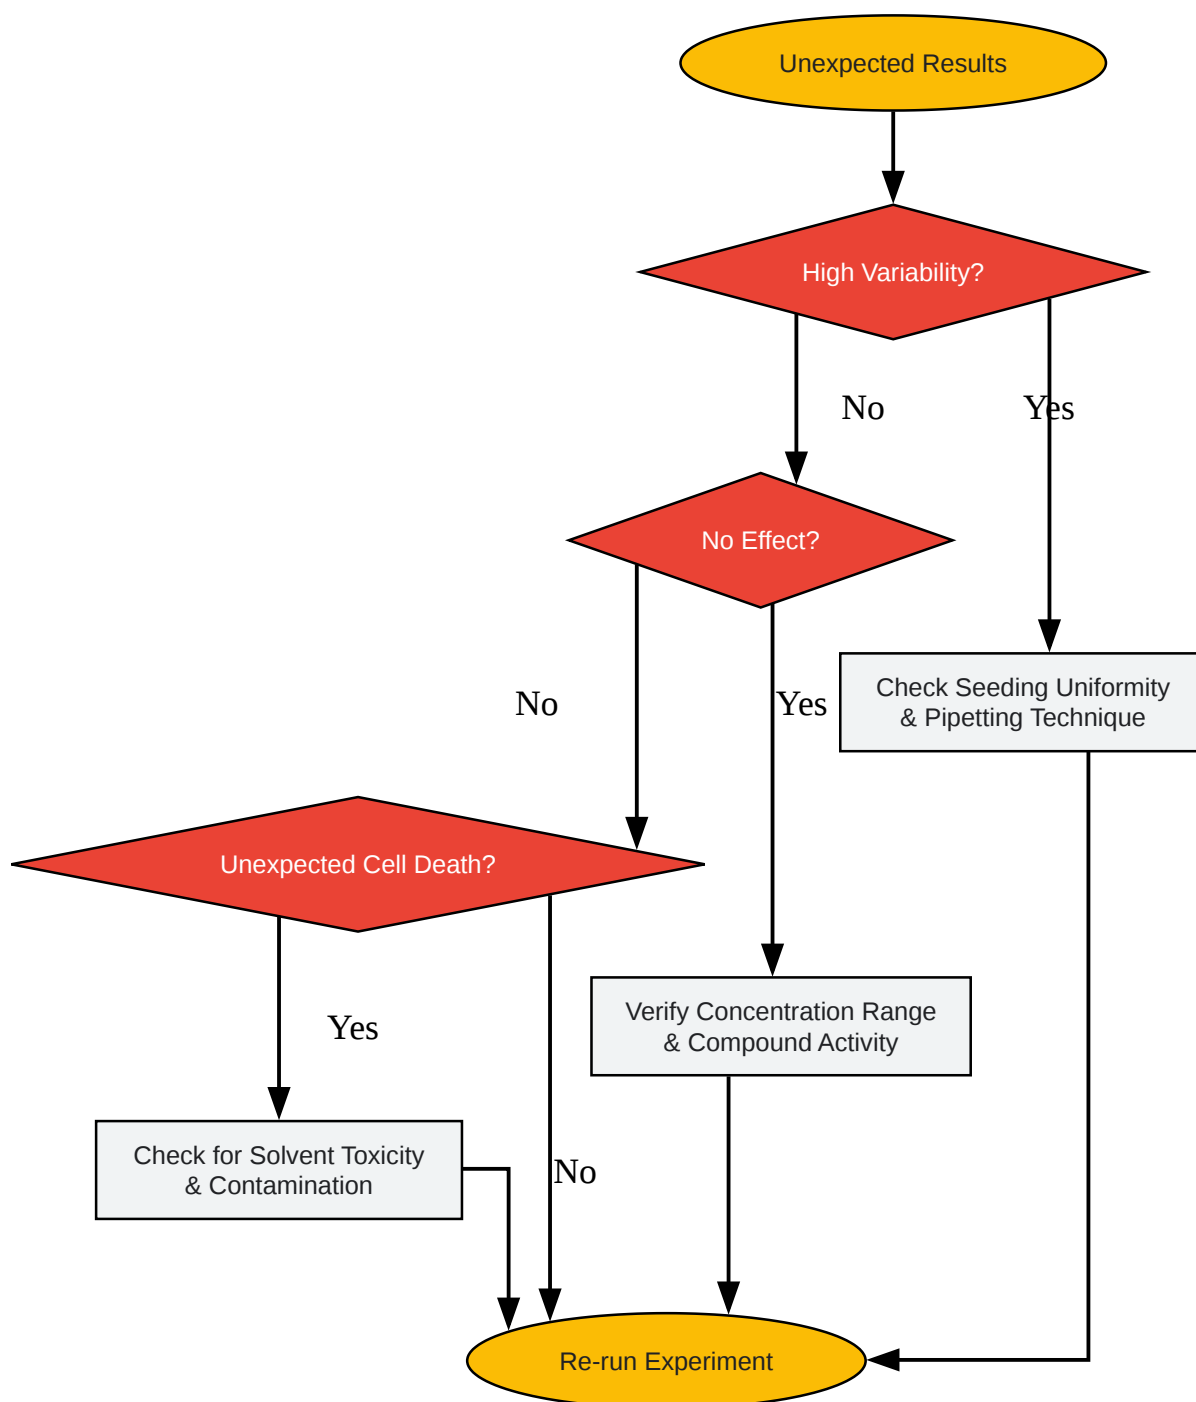 Unexpected Results
High Variability?
No
Yes
No Effect?
Check Seeding Uniformity
& Pipetting Technique
No
Yes
Unexpected Cell Death?
Verify Concentration Range
& Compound Activity
Yes
Check for Solvent Toxicity
& Contamination
No
Re-run Experiment